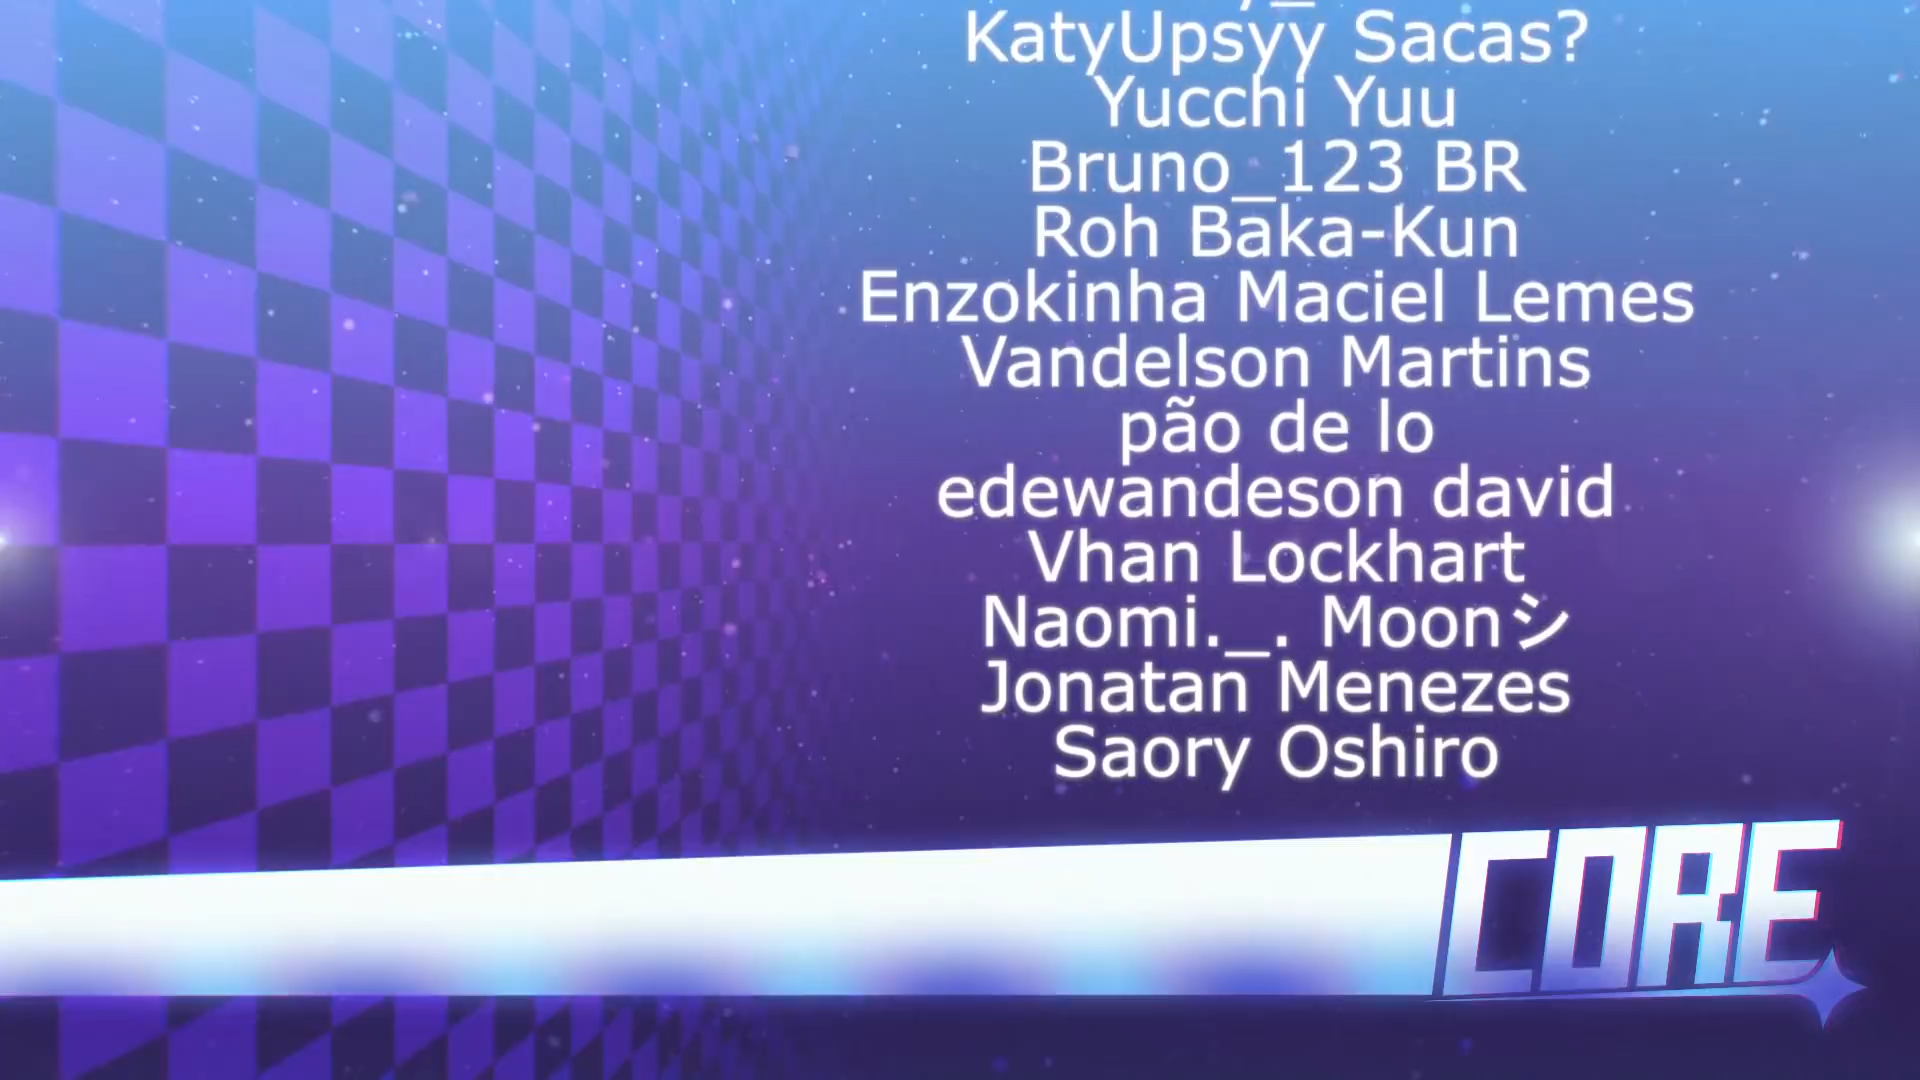 KatyUpsyy Sacas?
Yucchi Yuu
Bruno_123 BR
Roh Baka-Kun
Enzokinha Maciel Lemes
Vandelson Martins
pão de lo
edewandeson david
Vhan Lockhart
Naomi._. Moonシ
Jonatan Menezes
Saory Oshiro
CORE